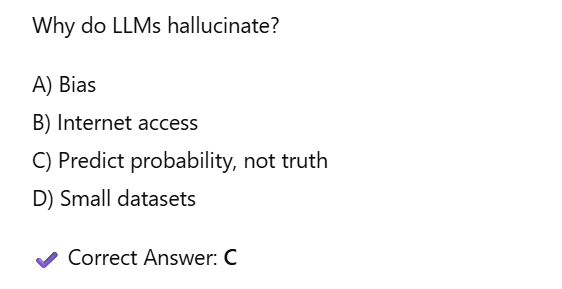 Why do LLMs hallucinate?
A) Bias
B) Internet access
C) Predict probability, not truth
D) Small datasets
✔ Correct Answer: C